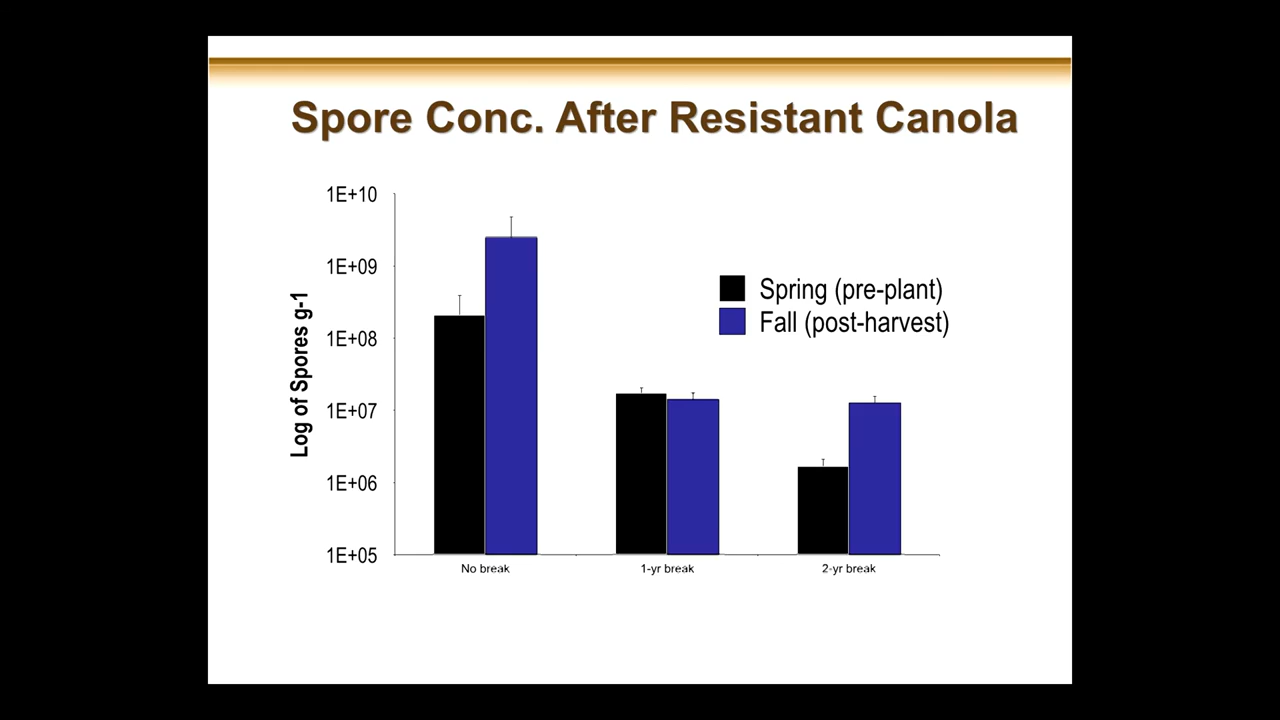 Spore Conc. After Resistant Canola
1E+10
1E+09
1E+08
1E+07
1E+06
1E+05
Log of Spores g-1
Spring (pre-plant)
Fall (post-harvest)
No break
1-yr break
2-yr break